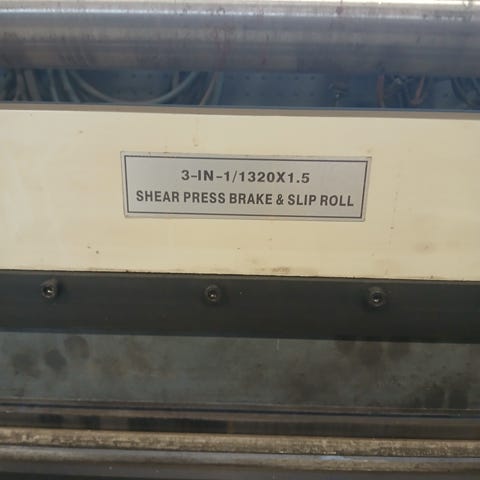 3-IN-1/1320X1.5
SHEAR PRESS BRAKE & SLIP ROLL